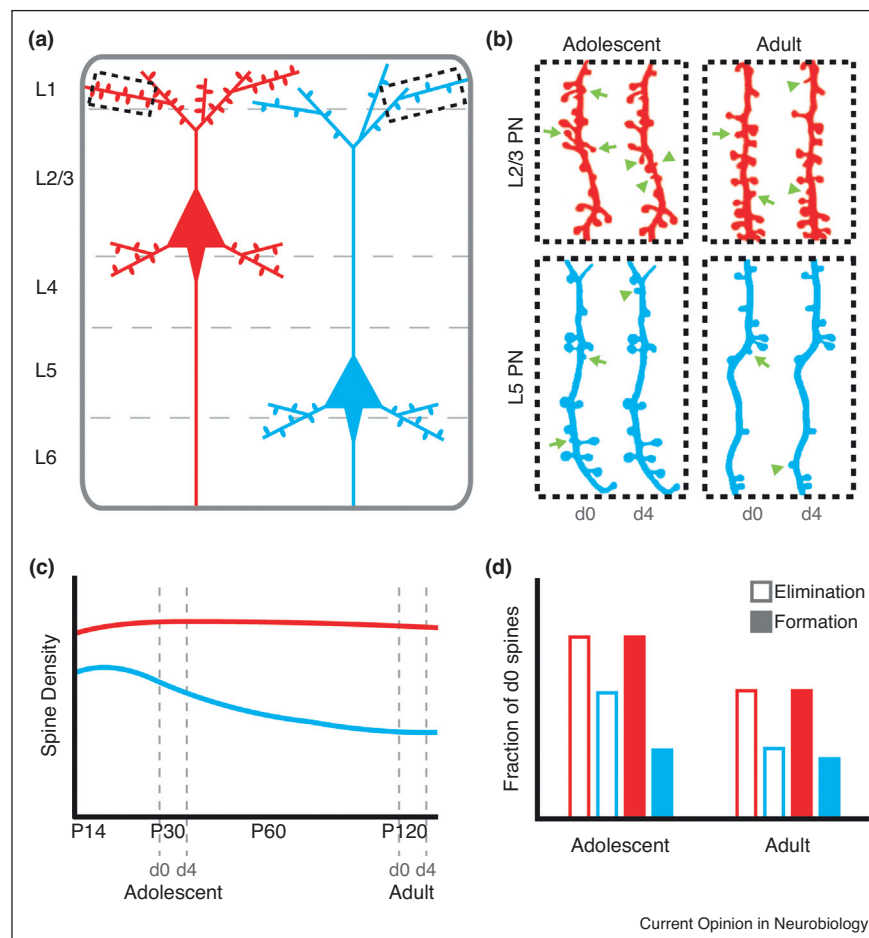 (a)
L1
L2/3
L4
L5
L6
(b)
Adolescent
Adult
L2/3 PN
L5 PN
d0
d4
d0
d4
(c)
Spine Density
P14
P30
P60
P120
d0 d4
d0 d4
Adolescent
Adult
(d)
Elimination
Formation
Fraction of d0 spines
Adolescent
Adult
Current Opinion in Neurobiology